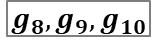 g₈, g₉, g₁₀